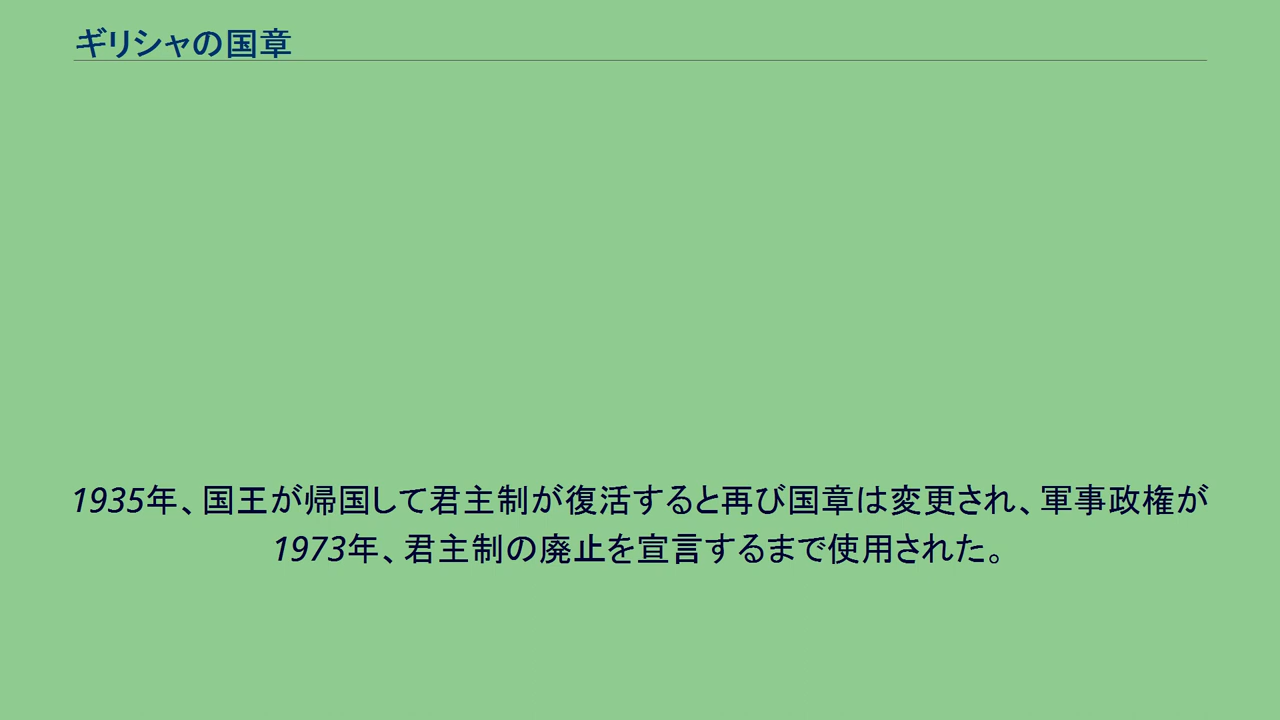 ギリシャの国章
1935年、国王が帰国して君主制が復活すると再び国章は変更され、軍事政権が
1973年、君主制の廃止を宣言するまで使用された。